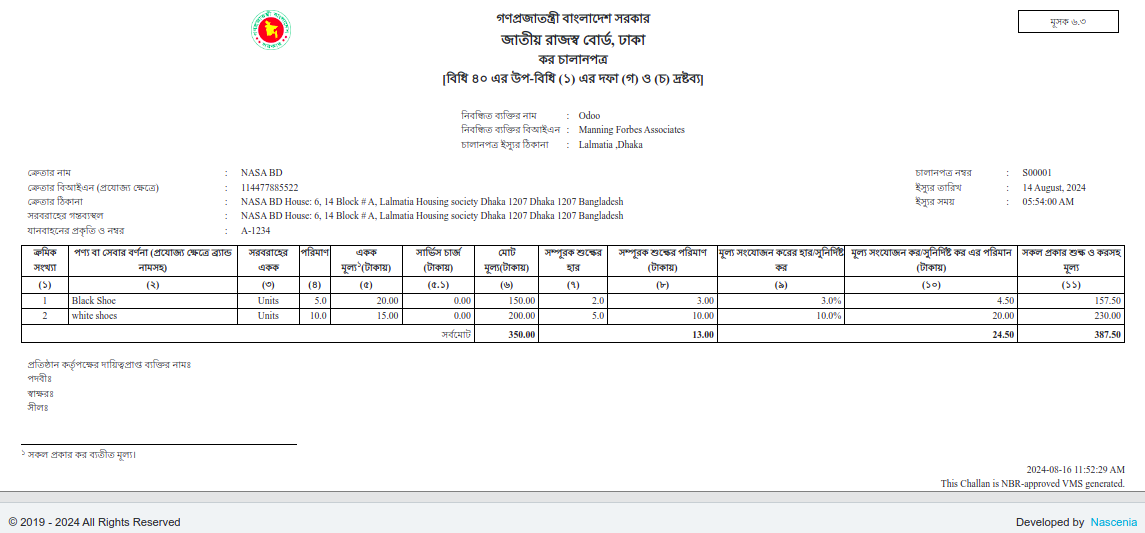 গণপ্রজাতন্ত্রী বাংলাদেশ সরকার
জাতীয় রাজস্ব বোর্ড, ঢাকা
কর চালানপত্র
[বিধি ৪০ এর উপ-বিধি (১) এর দফা (গ) ও (চ) দ্রষ্টব্য]
মূসক ৬.৩
নিবন্ধিত ব্যক্তির নাম : Odoo
নিবন্ধিত ব্যক্তির বিআইএন : Manning Forbes Associates
চালানপত্র ইস্যুর ঠিকানা : Lalmatia ,Dhaka
ক্রেতার নাম : NASA BD
ক্রেতার বিআইএন (প্রযোজ্য ক্ষেত্রে) : 114477885522
ক্রেতার ঠিকানা : NASA BD House: 6, 14 Block # A, Lalmatia Housing society Dhaka 1207 Dhaka 1207 Bangladesh
সরবরাহের গন্তব্যস্থল : NASA BD House: 6, 14 Block # A, Lalmatia Housing society Dhaka 1207 Dhaka 1207 Bangladesh
যানবাহনের প্রকৃতি ও নম্বর : A-1234
চালানপত্র নম্বর : S00001
ইস্যুর তারিখ : 14 August, 2024
ইস্যুর সময় : 05:54:00 AM
ক্রমিক সংখ্যা পণ্য বা সেবার বর্ণনা (প্রযোজ্য ক্ষেত্রে ব্র্যান্ড নামসহ) সরবরাহের একক পরিমাণ একক মূল্য১(টাকায়) সার্ভিস চার্জ (টাকায়) মোট মূল্য(টাকায়) সম্পূরক শুল্কের হার সম্পূরক শুল্কের পরিমাণ (টাকায়) মূল্য সংযোজন করের হার/সুনির্দিষ্ট কর মূল্য সংযোজন কর/সুনির্দিষ্ট কর এর পরিমান (টাকায়) সকল প্রকার শুল্ক ও করসহ মূল্য
(১) (২) (৩) (৪) (৫) (৫.১) (৬) (৭) (৮) (৯) (১০) (১১)
1 Black Shoe Units 5.0 20.00 0.00 150.00 2.0 3.00 3.0% 4.50 157.50
2 white shoes Units 10.0 15.00 0.00 200.00 5.0 10.00 10.0% 20.00 230.00
সর্বমোট 350.00 13.00 24.50 387.50
প্রতিষ্ঠান কর্তৃপক্ষের দায়িত্বপ্রাপ্ত ব্যক্তির নামঃ
পদবীঃ
স্বাক্ষরঃ
সীলঃ
১ সকল প্রকার কর ব্যতীত মূল্য।
2024-08-16 11:52:29 AM
This Challan is NBR-approved VMS generated.
© 2019 - 2024 All Rights Reserved
Developed by Nascenia